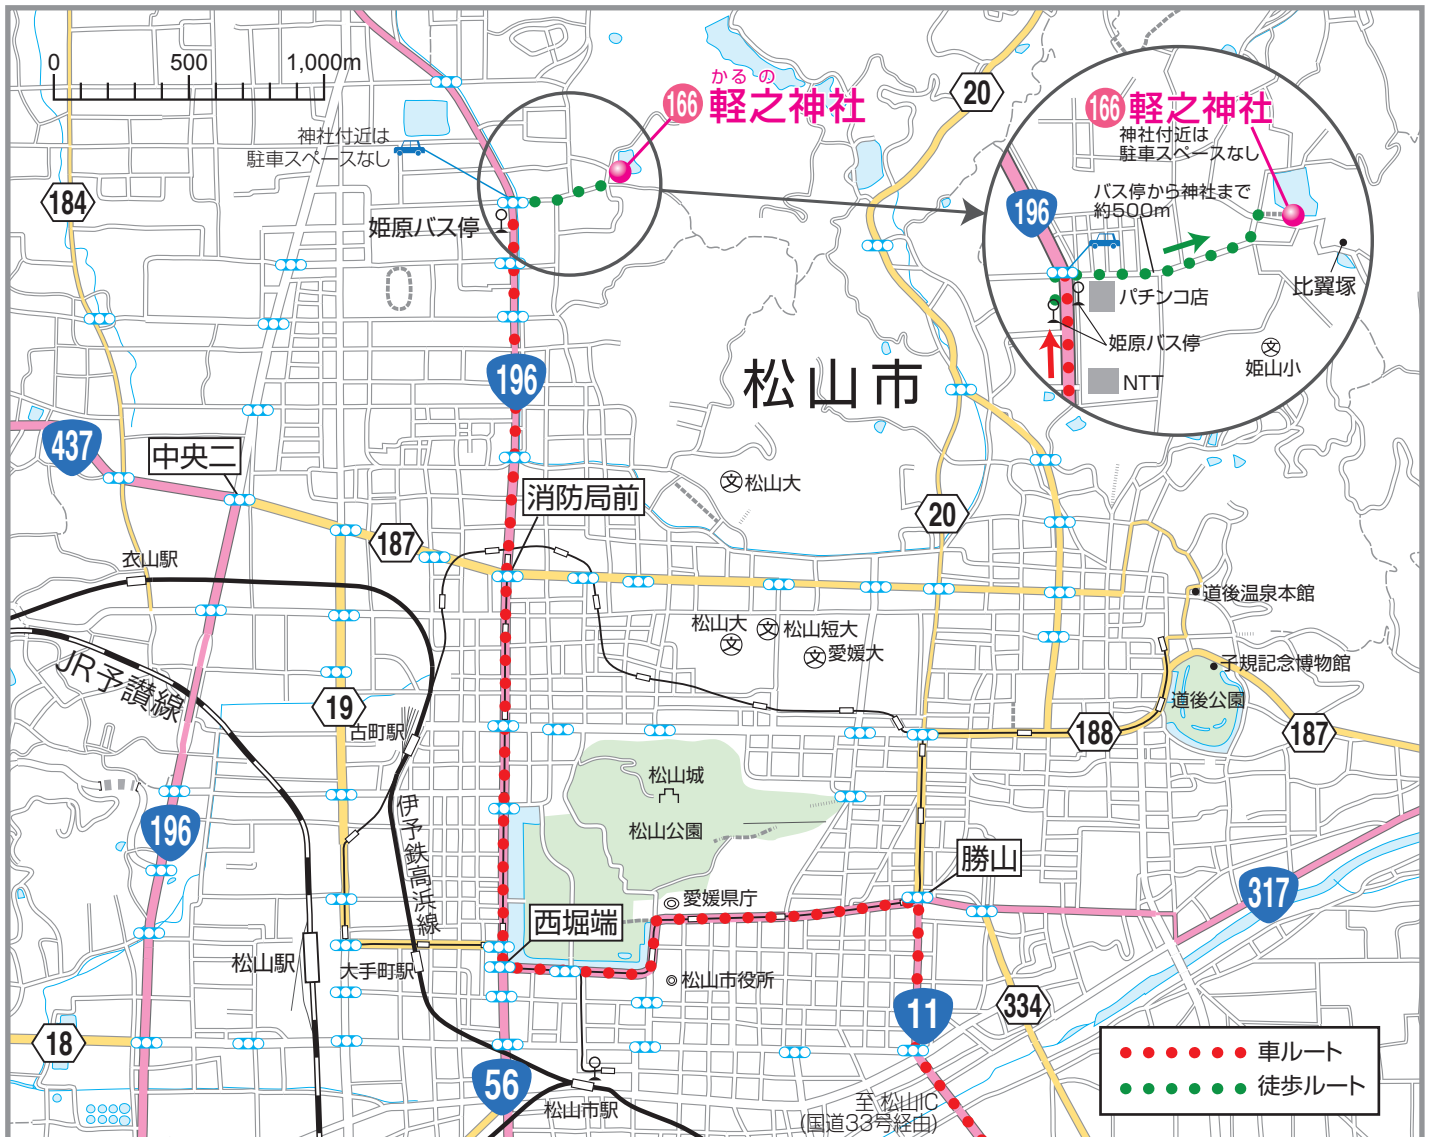 0 500 1,000m
かるの
166 軽之神社
20
166 軽之神社
神社付近は
駐車スペースなし
神社付近は
駐車スペースなし
バス停から神社まで
約500m
184
196
姫原バス停
比翼塚
パチンコ店
姫原バス停
文
姫山小
NTT
196
松山市
437
中央二
文 松山大
消防局前
20
187
衣山駅
道後温泉本館
松山大
文
文 松山短大
文 愛媛大
子規記念博物館
JR予讃線
道後公園
19
古町駅
188
187
松山城
松山公園
伊予鉄高浜線
196
勝山
317
愛媛県庁
西堀端
松山駅
大手町駅
松山市役所
11
334
18
車ルート
徒歩ルート
56
松山市駅
至 松山IC
(国道33号経由)